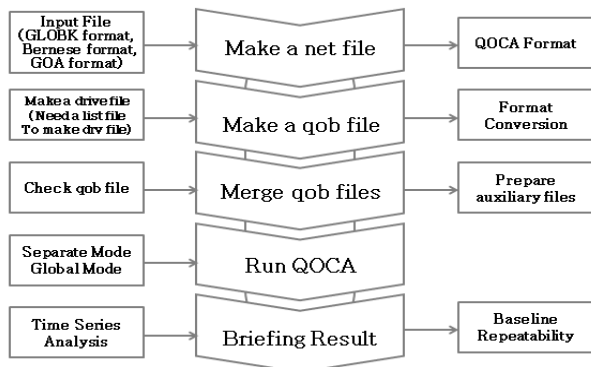 Input File
(GLOBK format,
Bernese format,
GOA format)
Make a net file
QOCA Format
Make a drive file
(Need a list file
To make drv file)
Make a qob file
Format
Conversion
Check qob file
Merge qob files
Prepare
auxiliary files
Separate Mode
Global Mode
Run QOCA
Time Series
Analysis
Briefing Result
Baseline
Repeatability